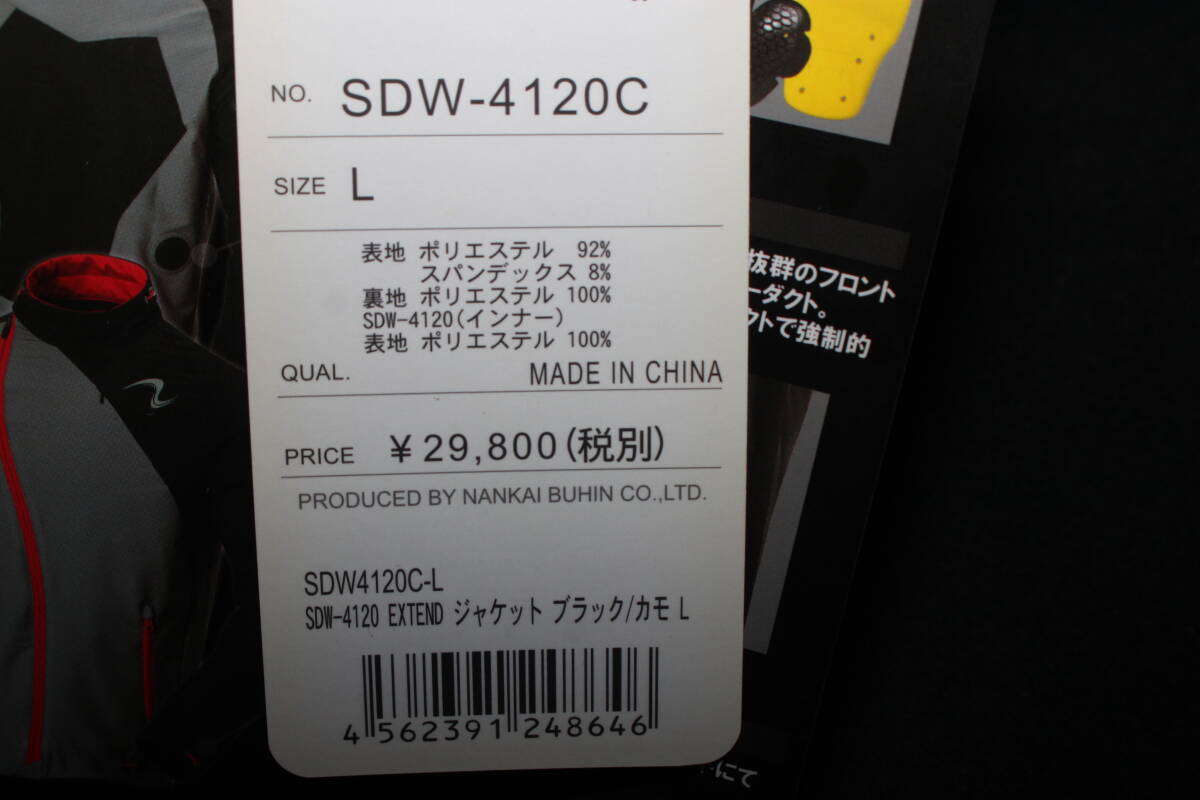 NO. SDW-4120C
SIZE L
表地 ポリエステル 92%
スパンデックス 8%
裏地 ポリエステル 100%
SDW-4120(インナー)
表地 ポリエステル 100%
QUAL. MADE IN CHINA
PRICE ¥29,800(税別)
PRODUCED BY NANKAI BUHIN CO.,LTD.
SDW4120C-L
SDW-4120 EXTEND ジャケット ブラック/カモ L
4562391248646
抜群のフロント
ーダクト。
クトで強制的
にて